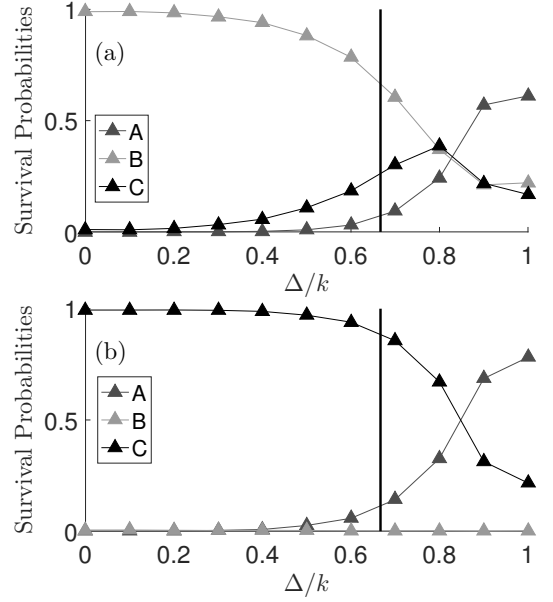 Survival Probabilities
1
(a)
0.5
A
B
C
0
0 0.2 0.4 0.6 0.8 1
Δ/k
Survival Probabilities
1
(b)
0.5
A
B
C
0
0 0.2 0.4 0.6 0.8 1
Δ/k